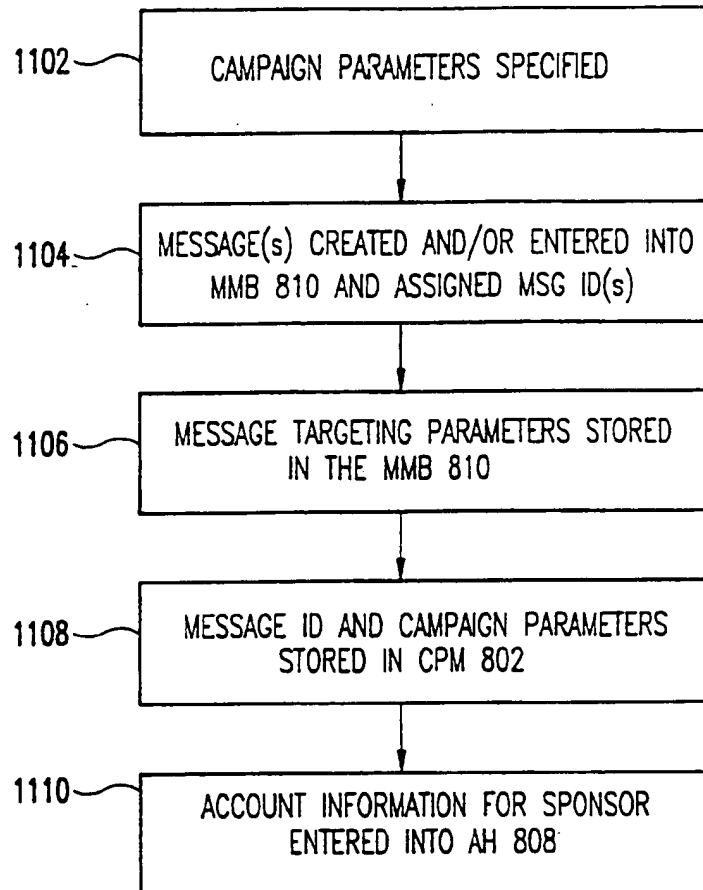 1102
CAMPAIGN PARAMETERS SPECIFIED
1104
MESSAGE(s) CREATED AND/OR ENTERED INTO
MMB 810 AND ASSIGNED MSG ID(s)
1106
MESSAGE TARGETING PARAMETERS STORED
IN THE MMB 810
1108
MESSAGE ID AND CAMPAIGN PARAMETERS
STORED IN CPM 802
1110
ACCOUNT INFORMATION FOR SPONSOR
ENTERED INTO AH 808